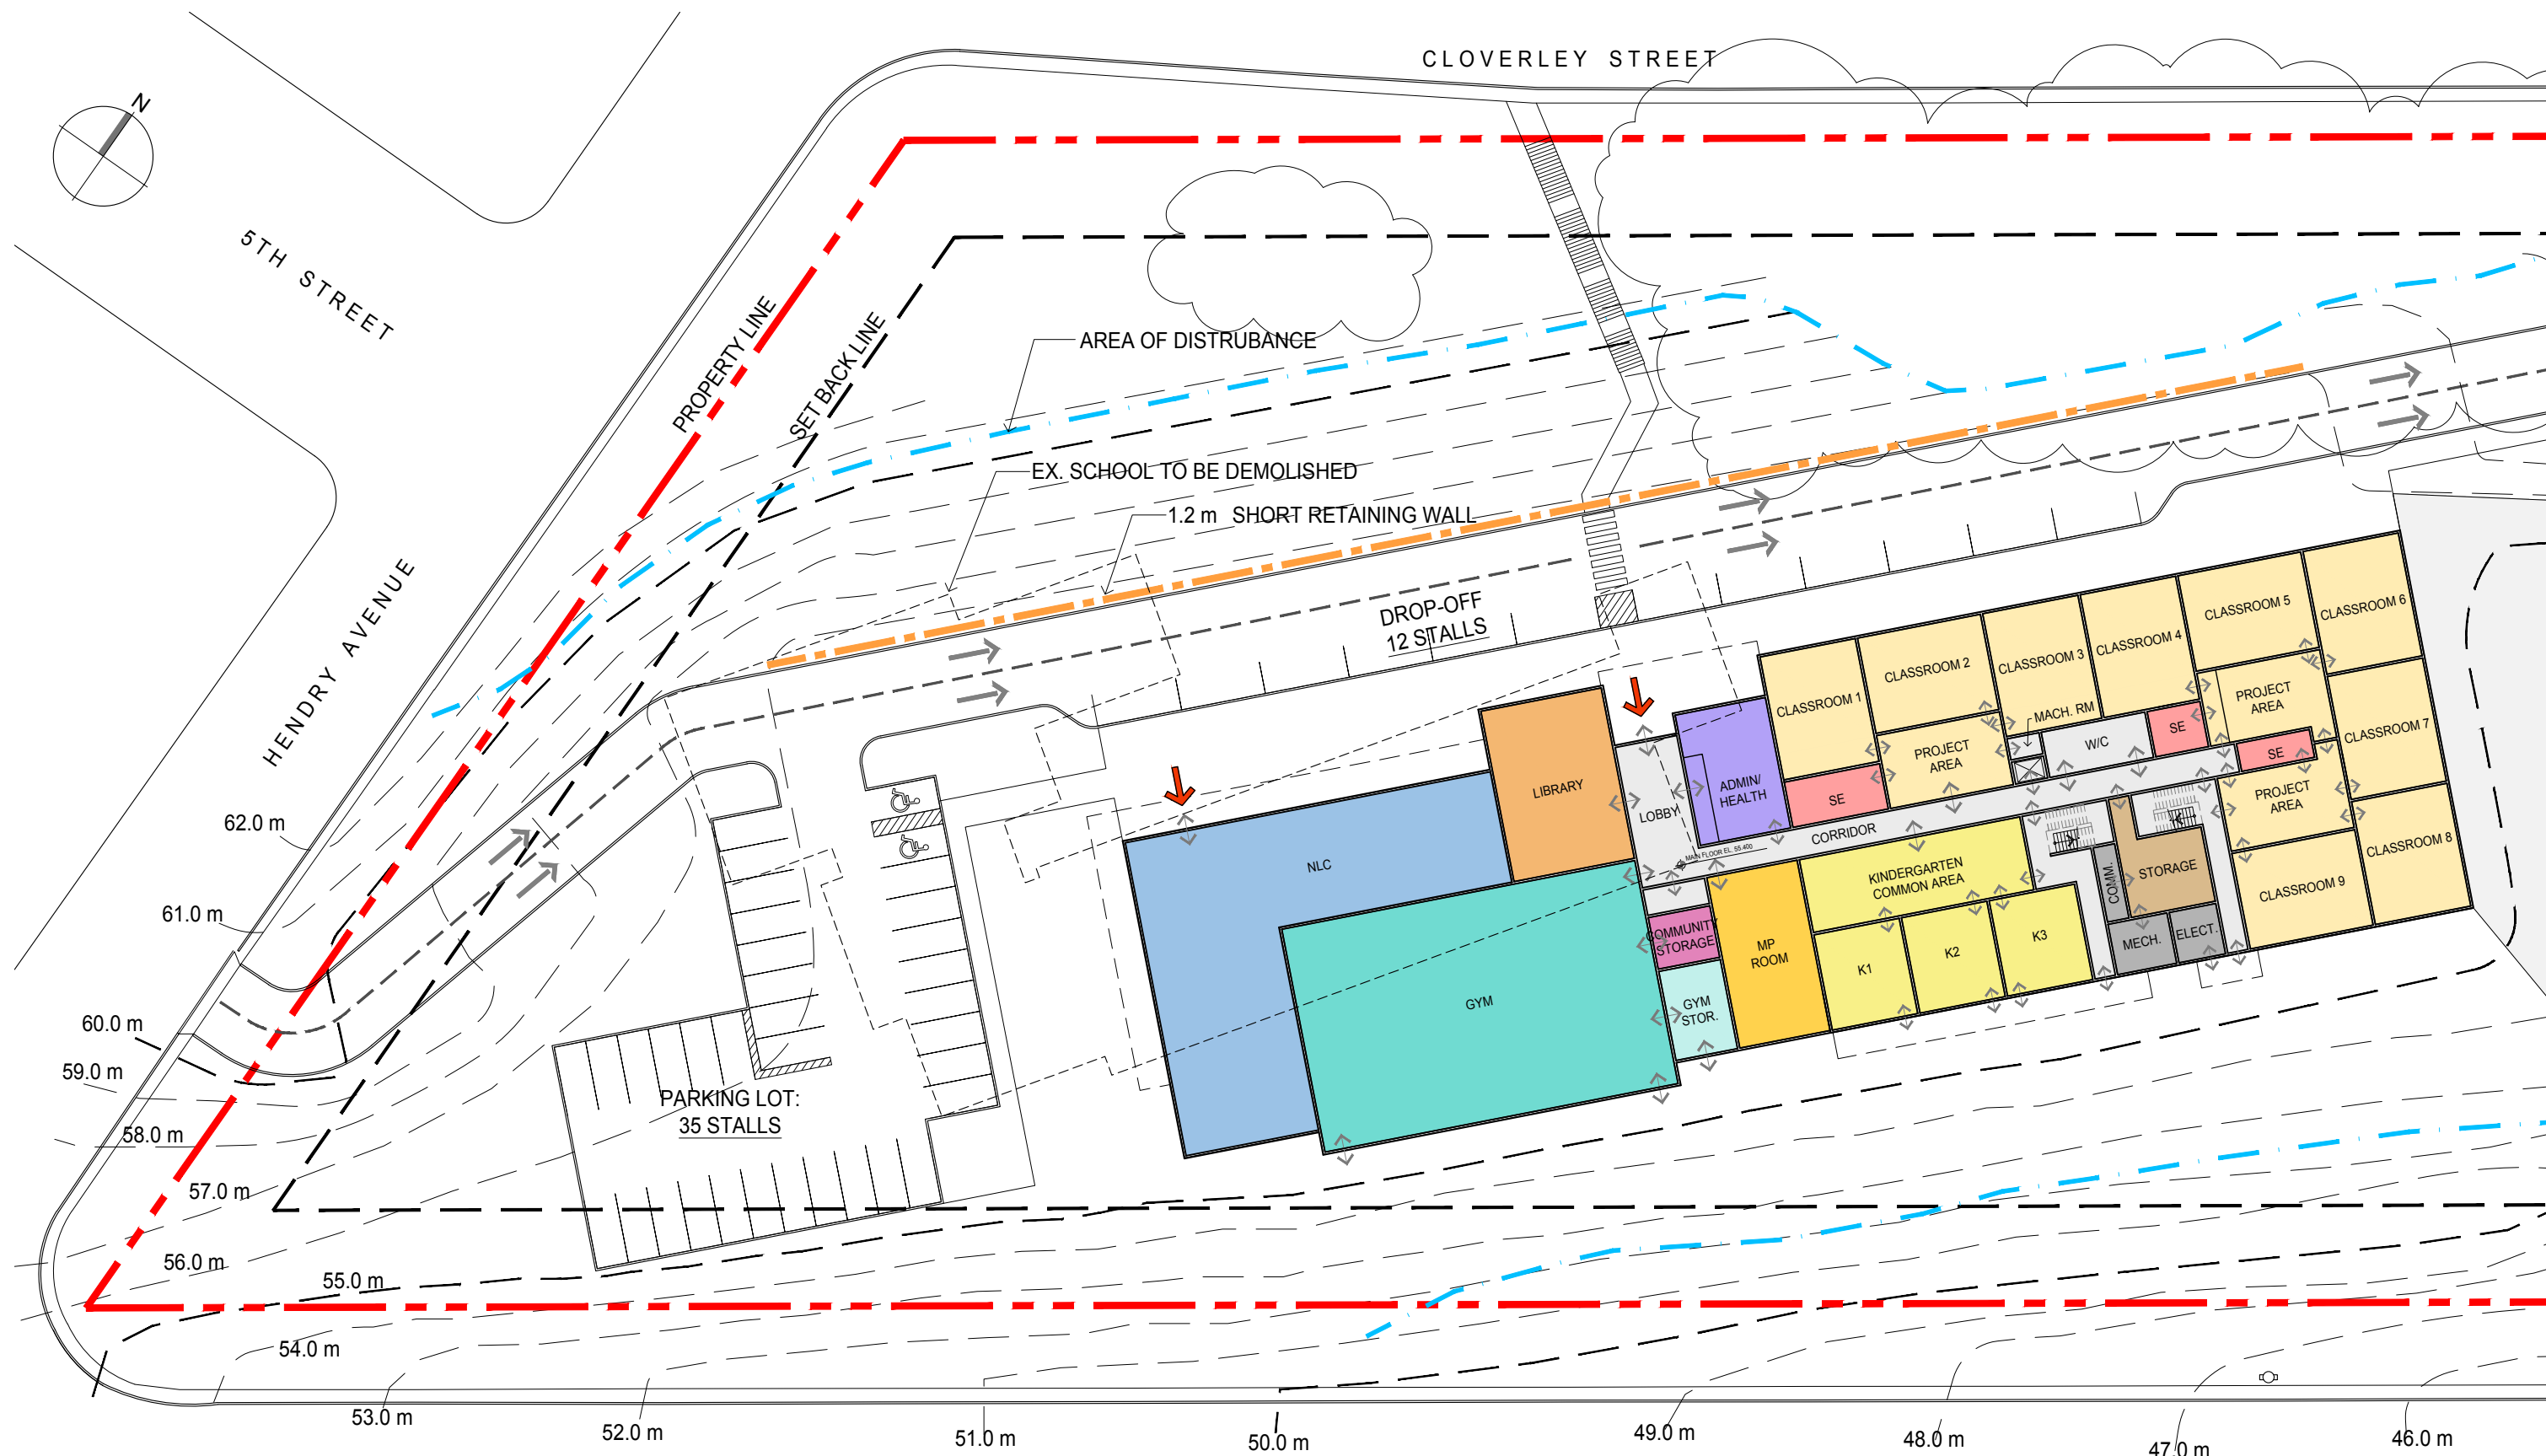 CLOVERLEY STREET
N
5TH STREET
PROPERTY LINE
SET BACK LINE
AREA OF DISTRUBANCE
EX. SCHOOL TO BE DEMOLISHED
1.2 m SHORT RETAINING WALL
HENDRY AVENUE
DROP-OFF
12 STALLS
CLASSROOM 1
CLASSROOM 2
CLASSROOM 3
CLASSROOM 4
CLASSROOM 5
CLASSROOM 6
PROJECT
AREA
MACH. RM
W/C
SE
PROJECT
AREA
SE
CLASSROOM 7
LIBRARY
LOBBY
ADMIN/
HEALTH
SE
PROJECT
AREA
CORRIDOR
MAIN FLOOR EL. 55.400
NLC
KINDERGARTEN
COMMON AREA
COMM.
STORAGE
CLASSROOM 8
CLASSROOM 9
COMMUNITY
STORAGE
MP
ROOM
K1
K2
K3
MECH.
ELECT.
GYM
GYM
STOR.
PARKING LOT:
35 STALLS
62.0 m
61.0 m
60.0 m
59.0 m
58.0 m
57.0 m
56.0 m
55.0 m
54.0 m
53.0 m
52.0 m
51.0 m
50.0 m
49.0 m
48.0 m
47.0 m
46.0 m